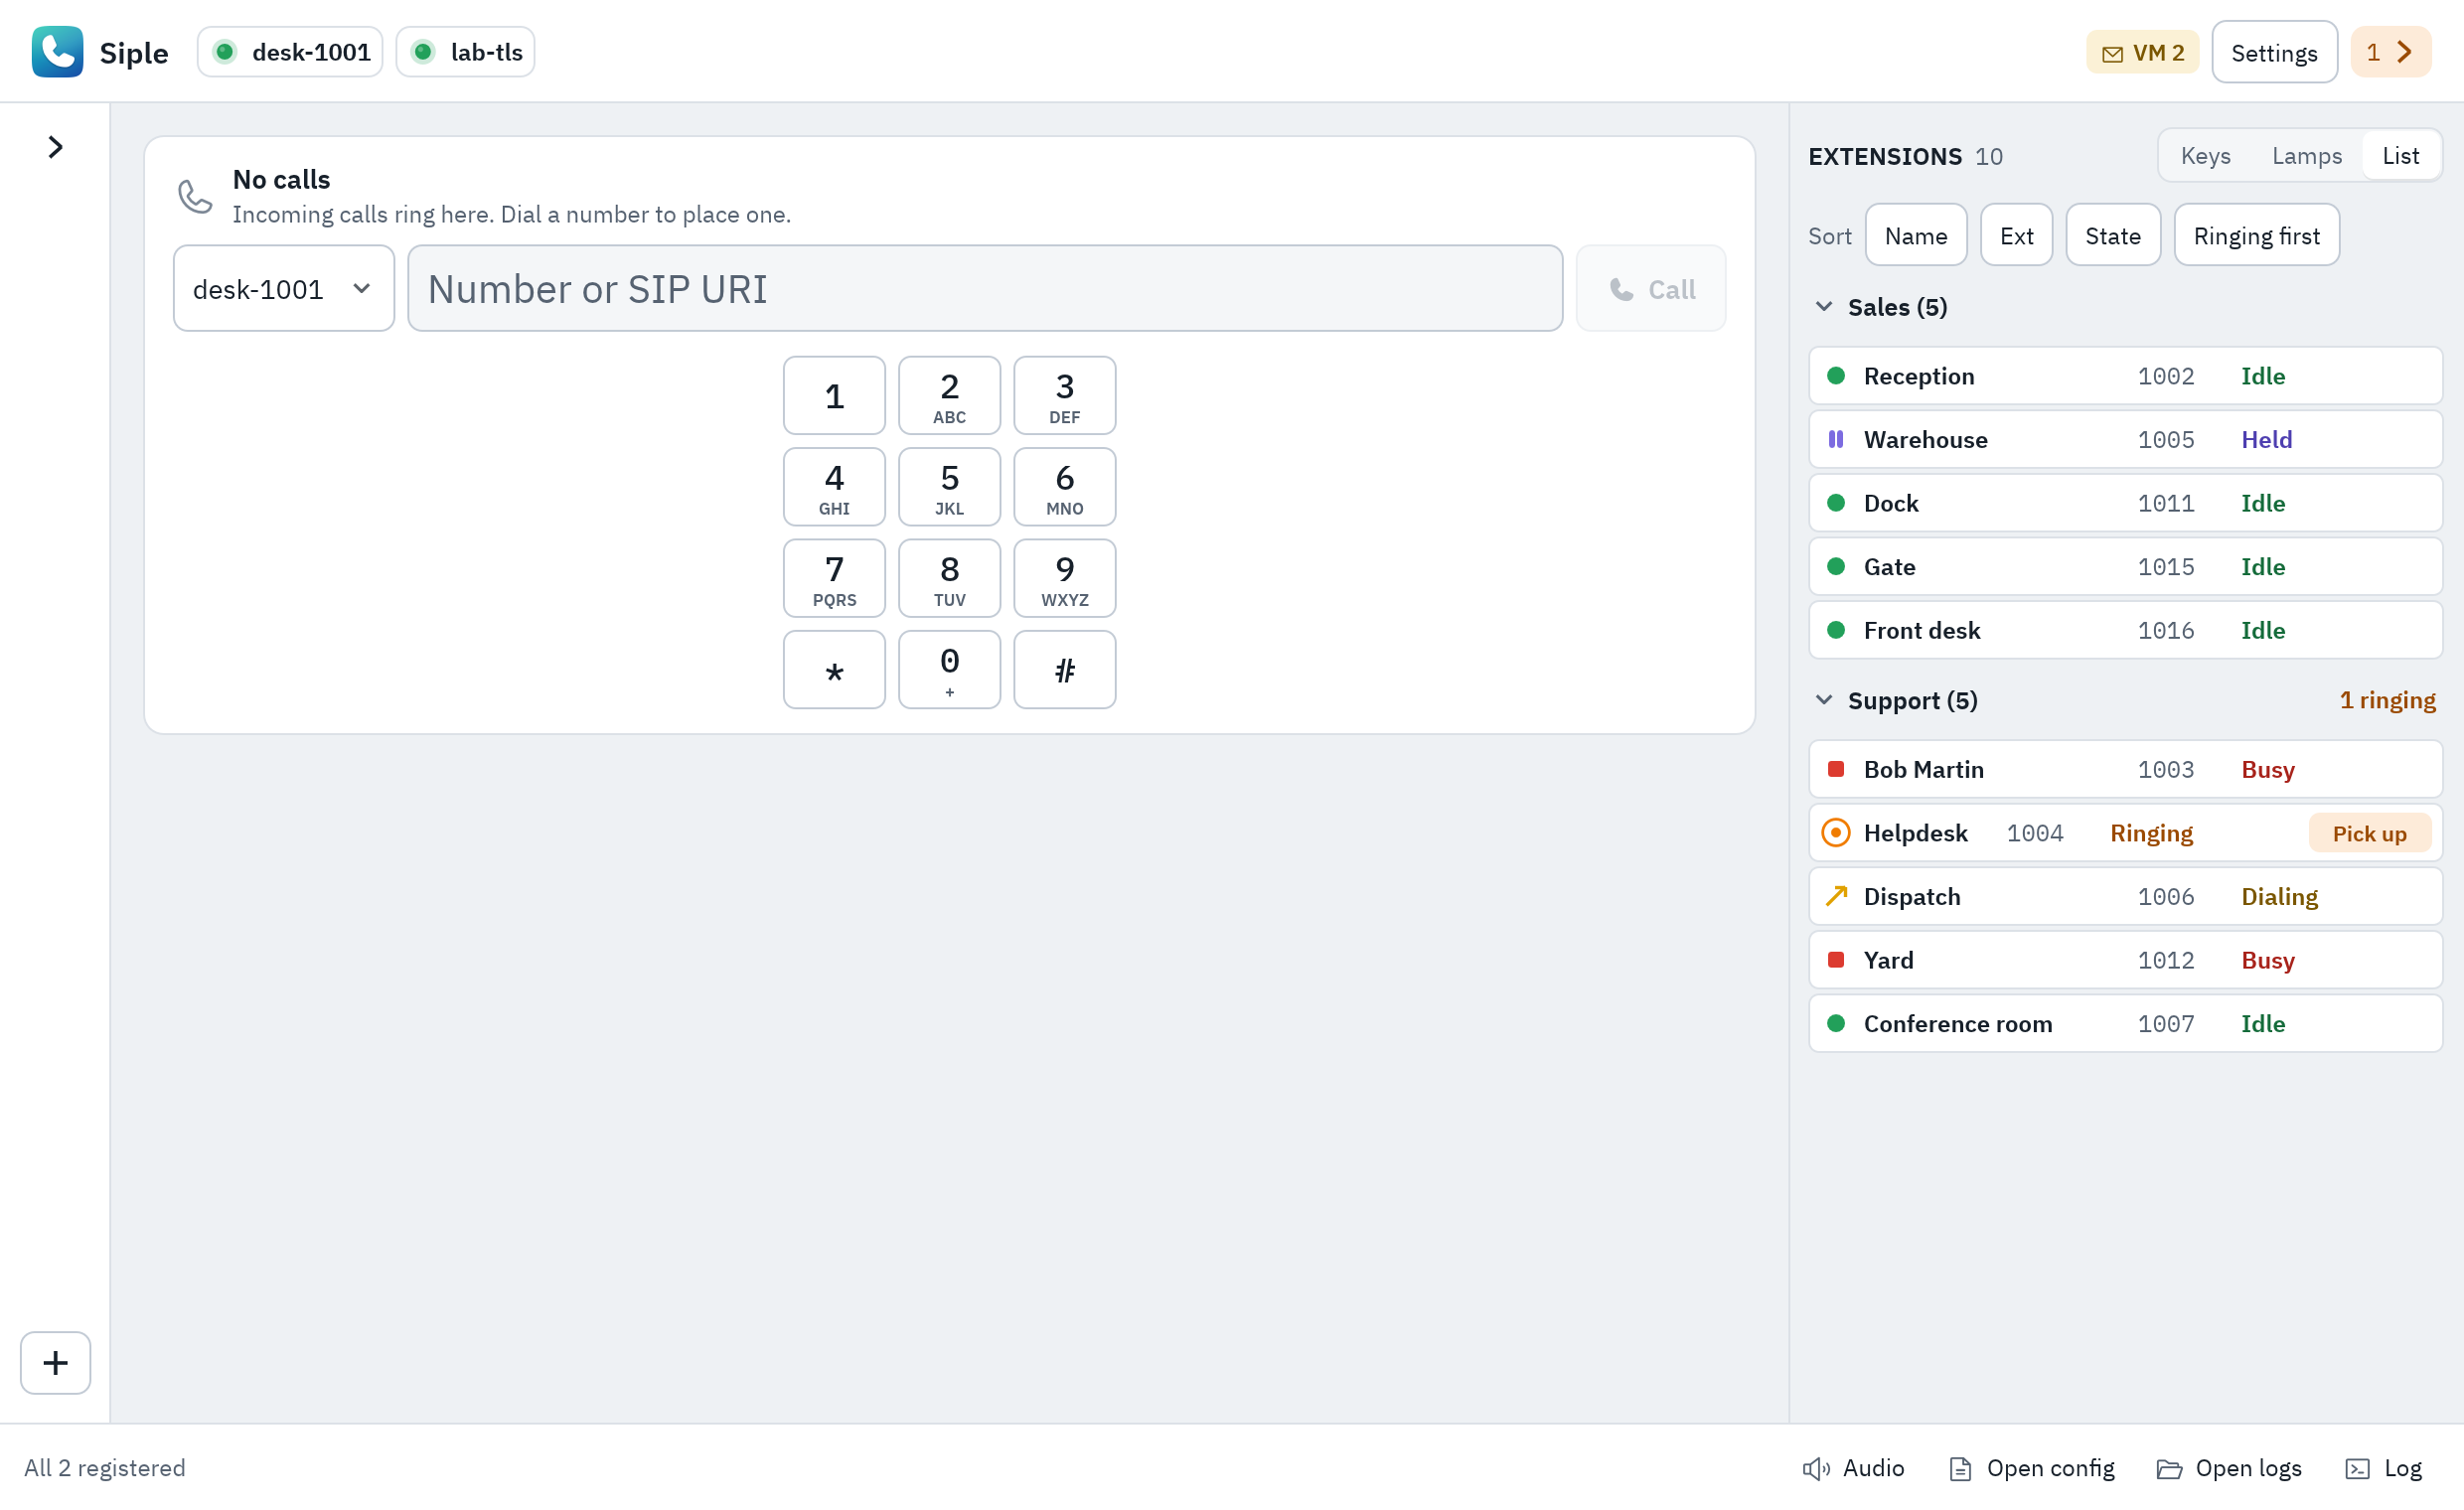 Siple
desk-1001
lab-tls
VM 2
Settings
1
No calls
Incoming calls ring here. Dial a number to place one.
desk-1001
Number or SIP URI
Call
1
2
ABC
3
DEF
4
GHI
5
JKL
6
MNO
7
PQRS
8
TUV
9
WXYZ
*
0
+
#
EXTENSIONS 10
Keys
Lamps
List
Sort
Name
Ext
State
Ringing first
Sales (5)
Reception 1002 Idle
Warehouse 1005 Held
Dock 1011 Idle
Gate 1015 Idle
Front desk 1016 Idle
Support (5) 1 ringing
Bob Martin 1003 Busy
Helpdesk 1004 Ringing Pick up
Dispatch 1006 Dialing
Yard 1012 Busy
Conference room 1007 Idle
All 2 registered
Audio
Open config
Open logs
Log